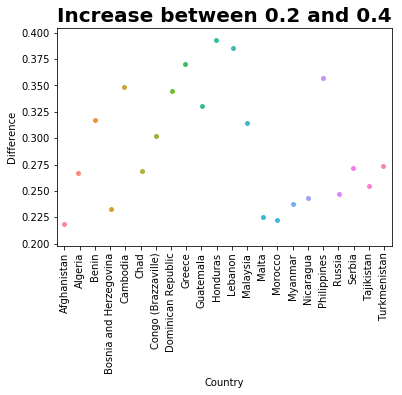 Increase between 0.2 and 0.4
0.400
0.375
0.350
0.325
0.300
0.275
0.250
0.225
0.200
Difference
Afghanistan
Algeria
Benin
Bosnia and Herzegovina
Cambodia
Chad
Congo (Brazzaville)
Dominican Republic
Greece
Guatemala
Honduras
Lebanon
Malaysia
Malta
Morocco
Myanmar
Nicaragua
Philippines
Russia
Serbia
Tajikistan
Turkmenistan
Country